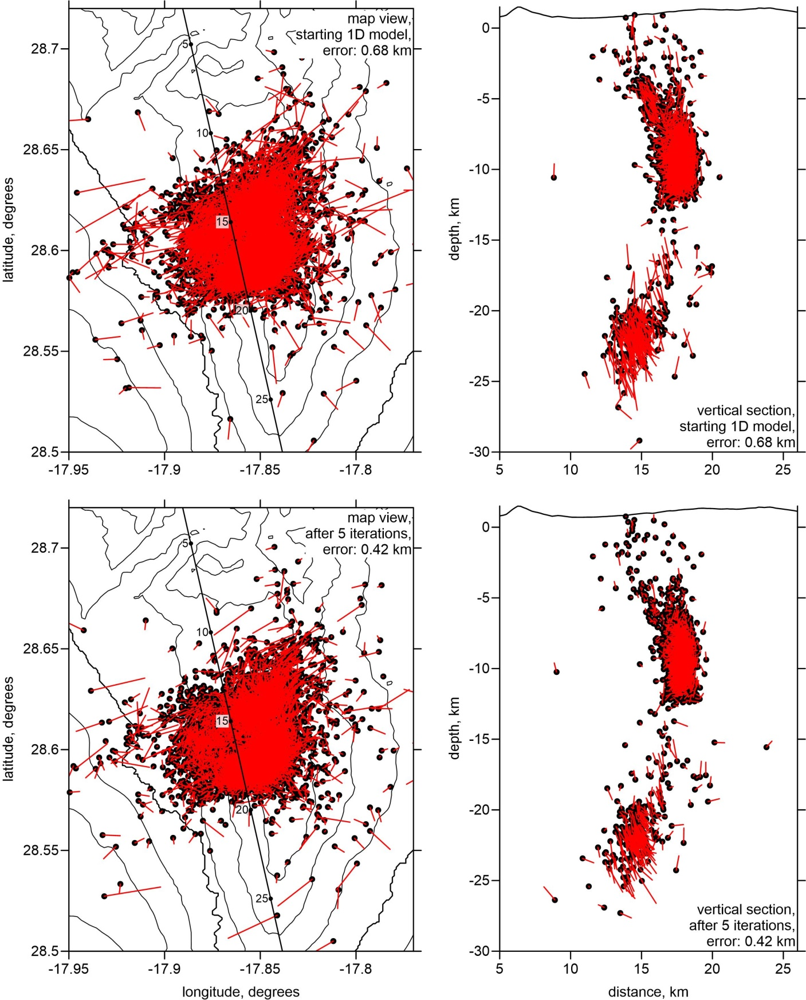 map view,
starting 1D model,
error: 0.68 km
5
10
15
20
25
28.7
28.65
28.6
28.55
28.5
latitude, degrees
-17.95
-17.9
-17.85
-17.8
0
-5
-10
-15
-20
-25
-30
depth, km
vertical section,
starting 1D model,
error: 0.68 km
5
10
15
20
25
map view,
after 5 iterations,
error: 0.42 km
5
10
15
20
25
28.7
28.65
28.6
28.55
28.5
latitude, degrees
-17.95
-17.9
-17.85
-17.8
longitude, degrees
0
-5
-10
-15
-20
-25
-30
depth, km
vertical section,
after 5 iterations,
error: 0.42 km
5
10
15
20
25
distance, km